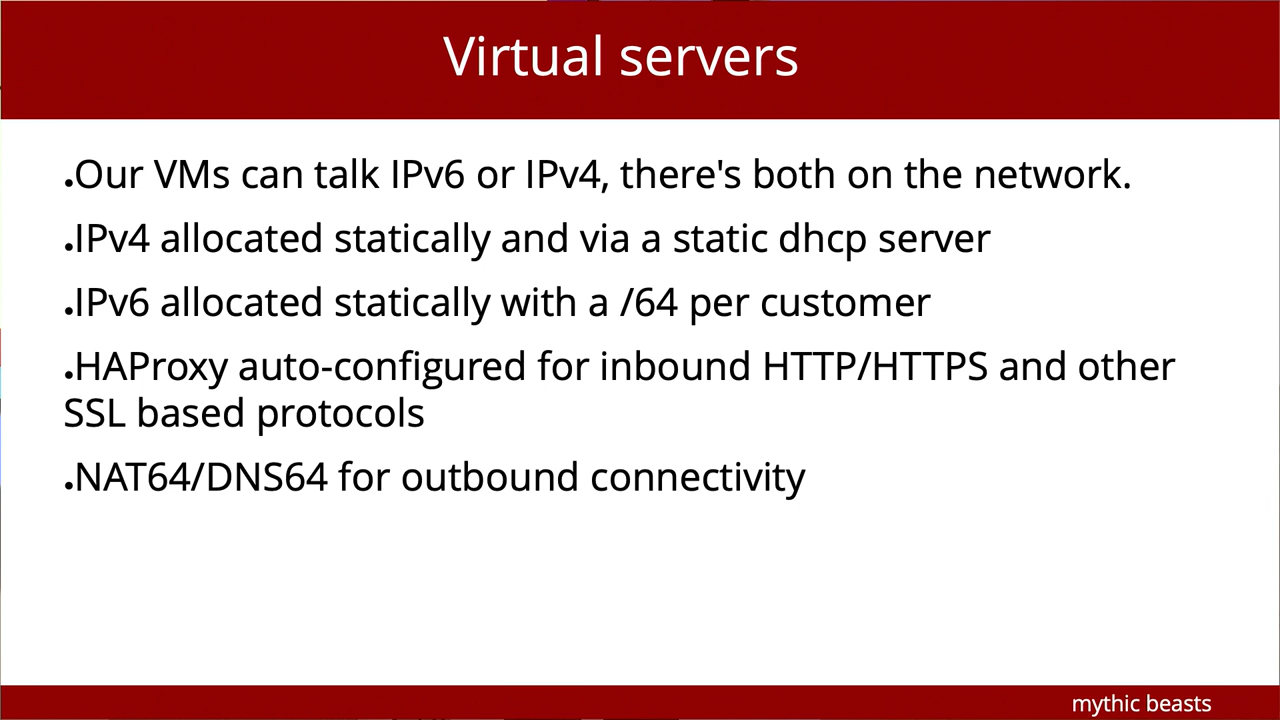 Virtual servers
●Our VMs can talk IPv6 or IPv4, there's both on the network.
●IPv4 allocated statically and via a static dhcp server
●IPv6 allocated statically with a /64 per customer
●HAProxy auto-configured for inbound HTTP/HTTPS and other
SSL based protocols
●NAT64/DNS64 for outbound connectivity
mythic beasts